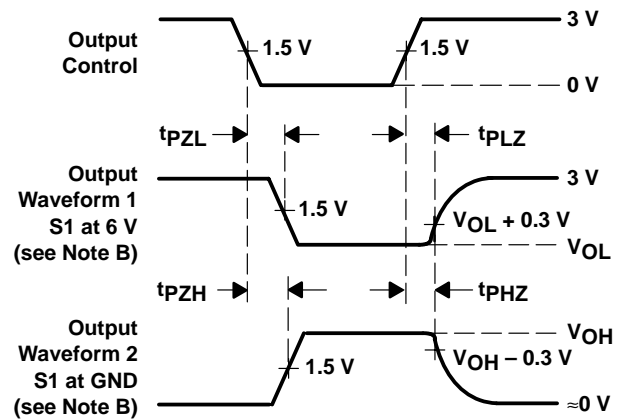 3 V
Output
Control
1.5 V
1.5 V
0 V
tPZL
tPLZ
Output
Waveform 1
S1 at 6 V
(see Note B)
3 V
1.5 V
VOL + 0.3 V
VOL
tPZH
tPHZ
Output
Waveform 2
S1 at GND
(see Note B)
VOH
1.5 V
VOH – 0.3 V
≈0 V